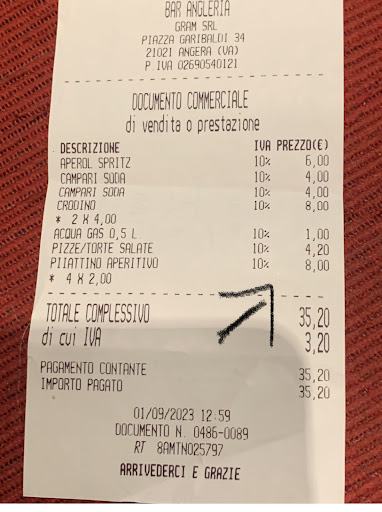 BAR ANGLERIA
GRAM SRL
PIAZZA GARIBALDI 34
21021 ANGERA (VA)
P.IVA 02690540121
DOCUMENTO COMMERCIALE
di vendita o prestazione
DESCRIZIONE IVA PREZZO(€)
APEROL SPRITZ 10% 6,00
CAMPARI SODA 10% 4,00
CAMPARI SODA 10% 4,00
CRODINO 10% 8,00
* 2 X 4,00
ACQUA GAS 0,5 L 10% 1,00
PIZZE/TORTE SALATE 10% 4,20
PIIATTINO APERITIVO 10% 8,00
* 4 X 2,00
TOTALE COMPLESSIVO 35,20
di cui IVA 3,20
PAGAMENTO CONTANTE 35,20
IMPORTO PAGATO 35,20
01/09/2023 12:59
DOCUMENTO N. 0486-0089
RT 8AMTN025797
ARRIVEDERCI E GRAZIE